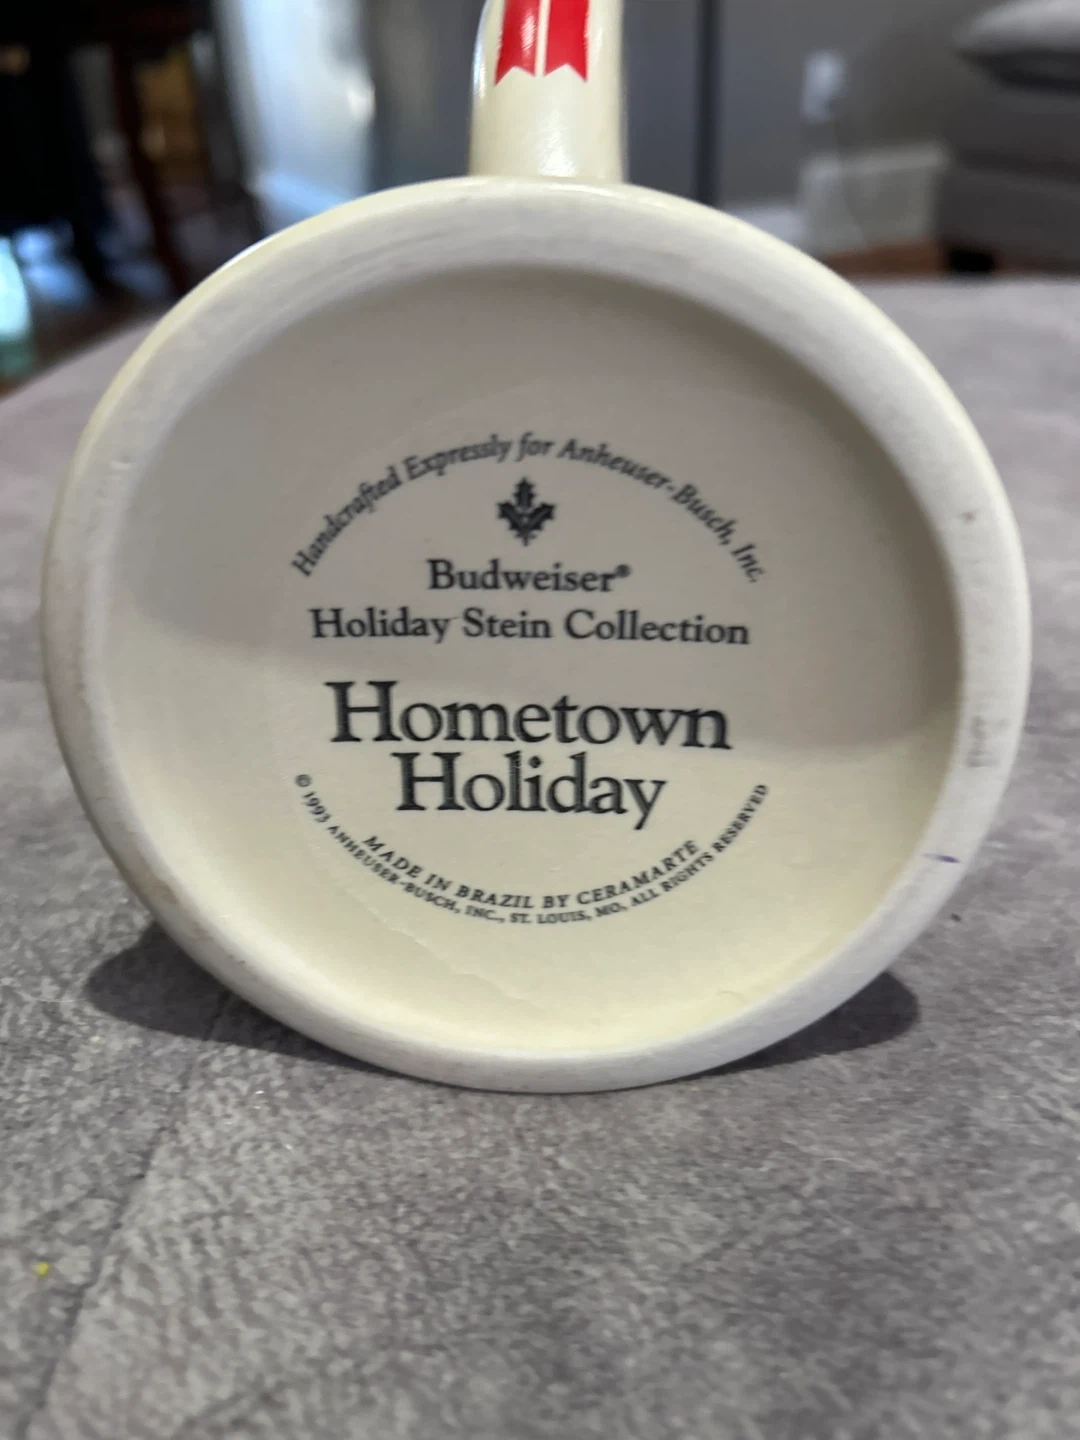 Handcrafted Expressly for Anheuser-Busch, Inc.
Budweiser®
Holiday Stein Collection
Hometown
Holiday
MADE IN BRAZIL BY CERAMARTE
© 1993 ANHEUSER-BUSCH, INC., ST. LOUIS, MO, ALL RIGHTS RESERVED